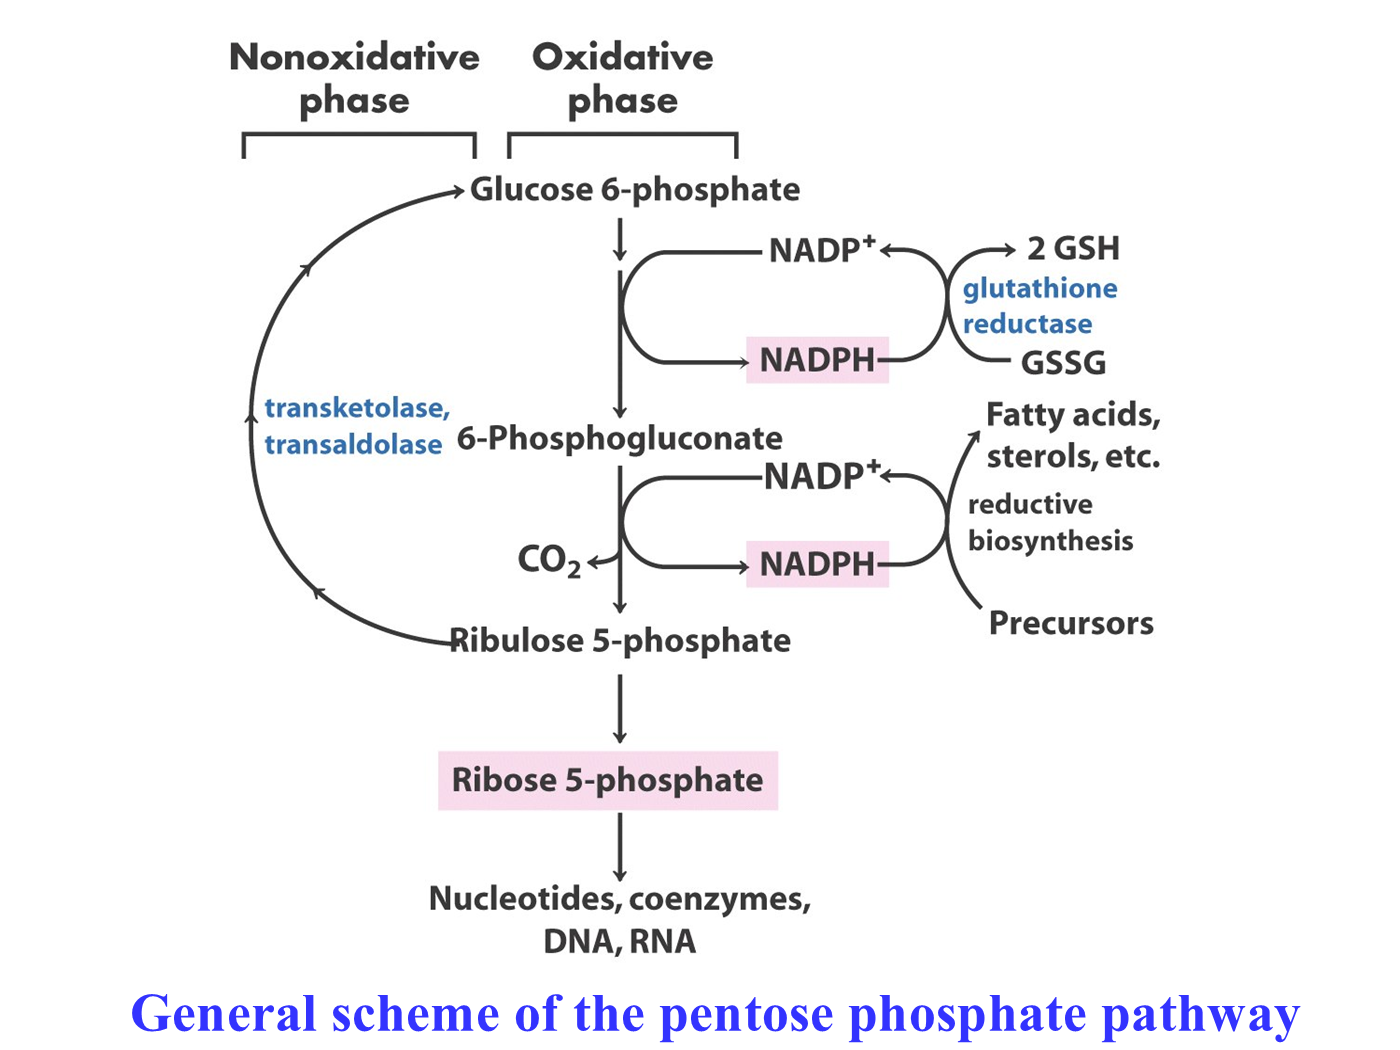 Nonoxidative
phase
Oxidative
phase
Glucose 6-phosphate
NADP+
2 GSH
glutathione
reductase
NADPH
GSSG
transketolase,
transaldolase
6-Phosphogluconate
Fatty acids,
sterols, etc.
NADP+
reductive
biosynthesis
CO2
NADPH
Precursors
Ribulose 5-phosphate
Ribose 5-phosphate
Nucleotides, coenzymes,
DNA, RNA
General scheme of the pentose phosphate pathway